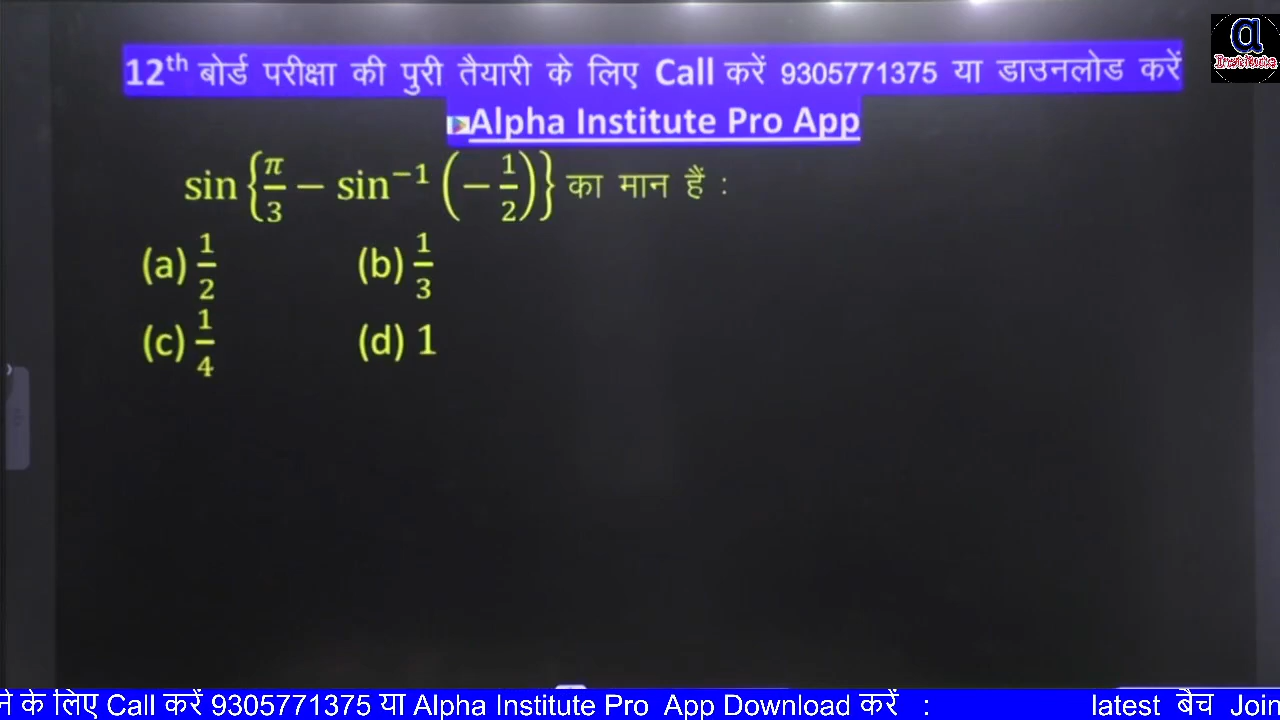 α
Institute
12th बोर्ड परीक्षा की पुरी तैयारी के लिए Call करें 9305771375 या डाउनलोड करें
Alpha Institute Pro App
sin {π/3 − sin⁻¹ (−1/2)} का मान हैं :
(a) 1/2 (b) 1/3
(c) 1/4 (d) 1
ने के लिए Call करें 9305771375 या Alpha Institute Pro App Download करें : latest बैच Join